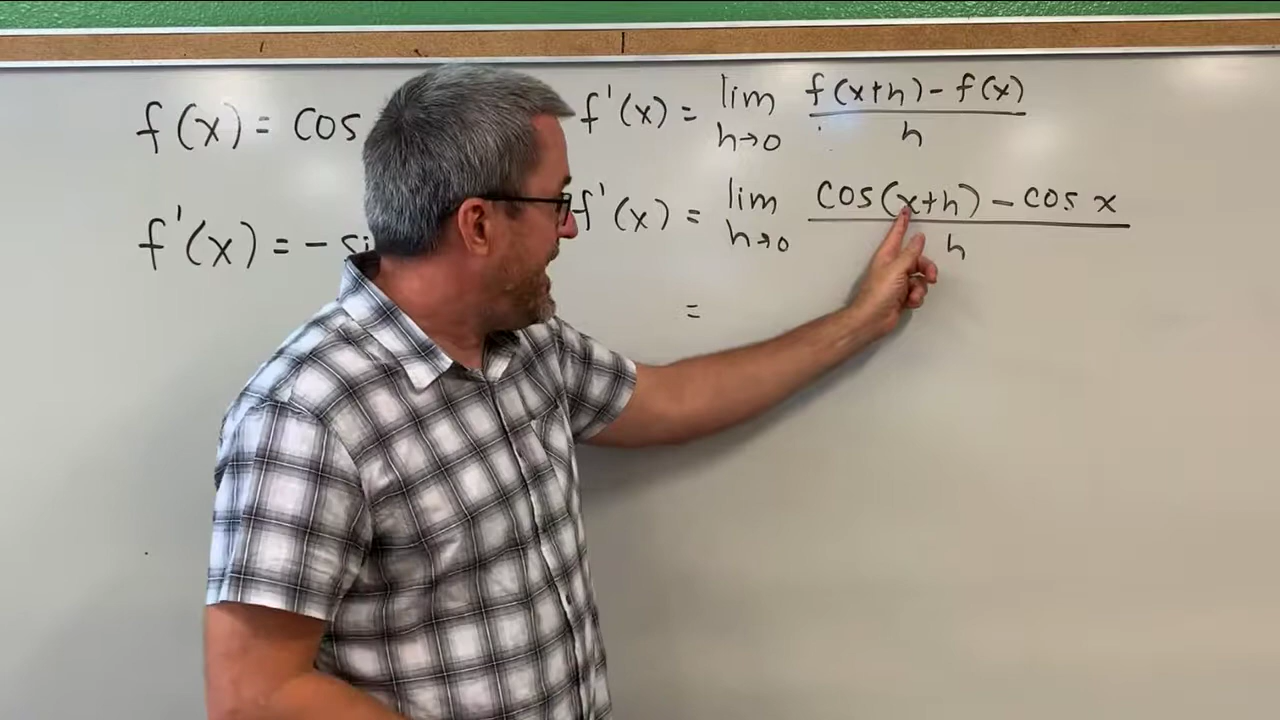 f(x) = cos
f'(x) = lim h→0 f(x+h) - f(x) / h
f'(x) = - si
f'(x) = lim h→0 cos(x+h) - cos x / h
=